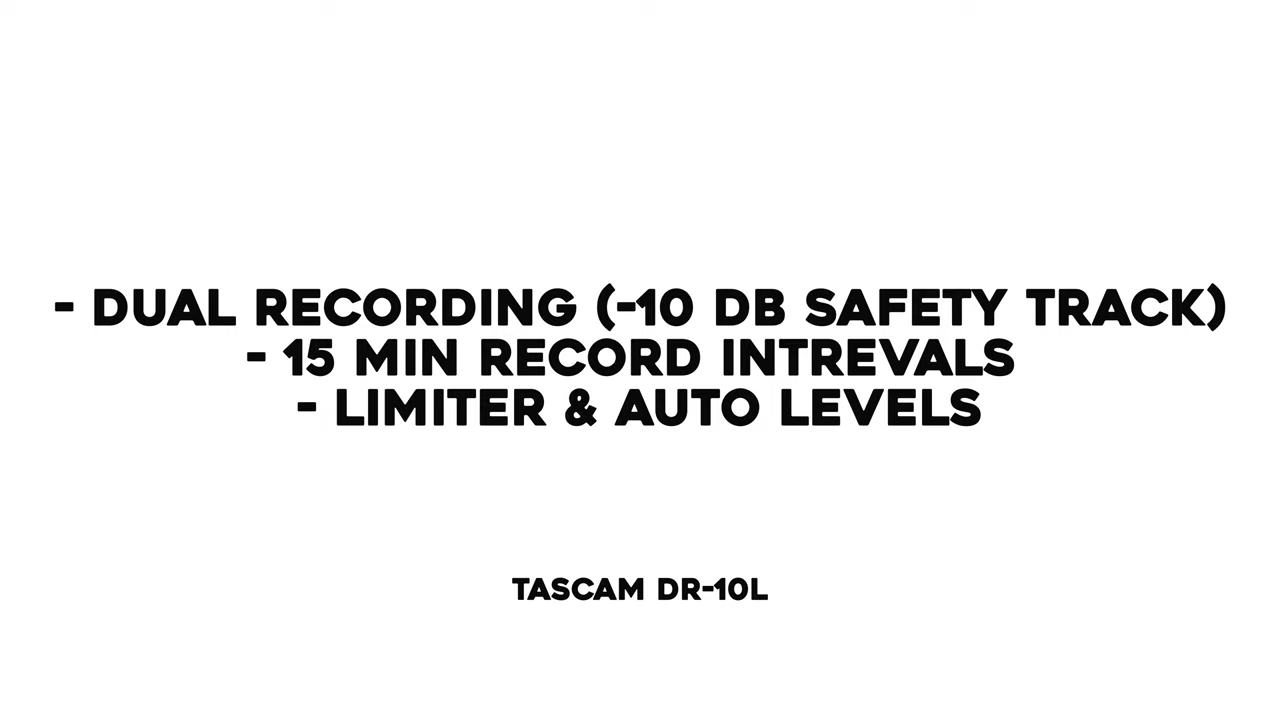 - DUAL RECORDING (-10 DB SAFETY TRACK)
- 15 MIN RECORD INTREVALS
- LIMITER & AUTO LEVELS
TASCAM DR-10L